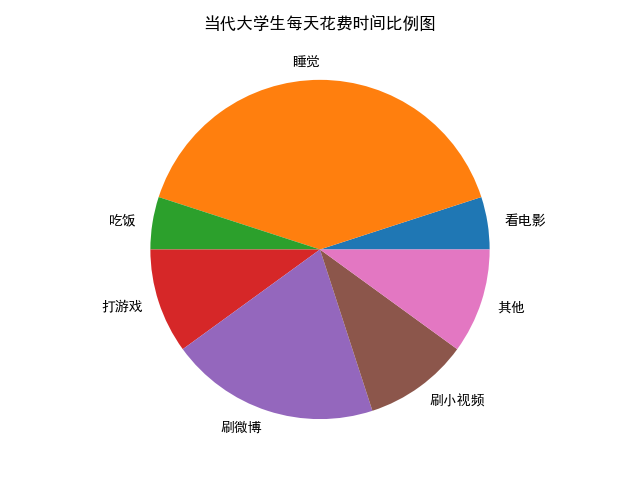 当代大学生每天花费时间比例图
睡觉
吃饭
看电影
打游戏
其他
刷小视频
刷微博